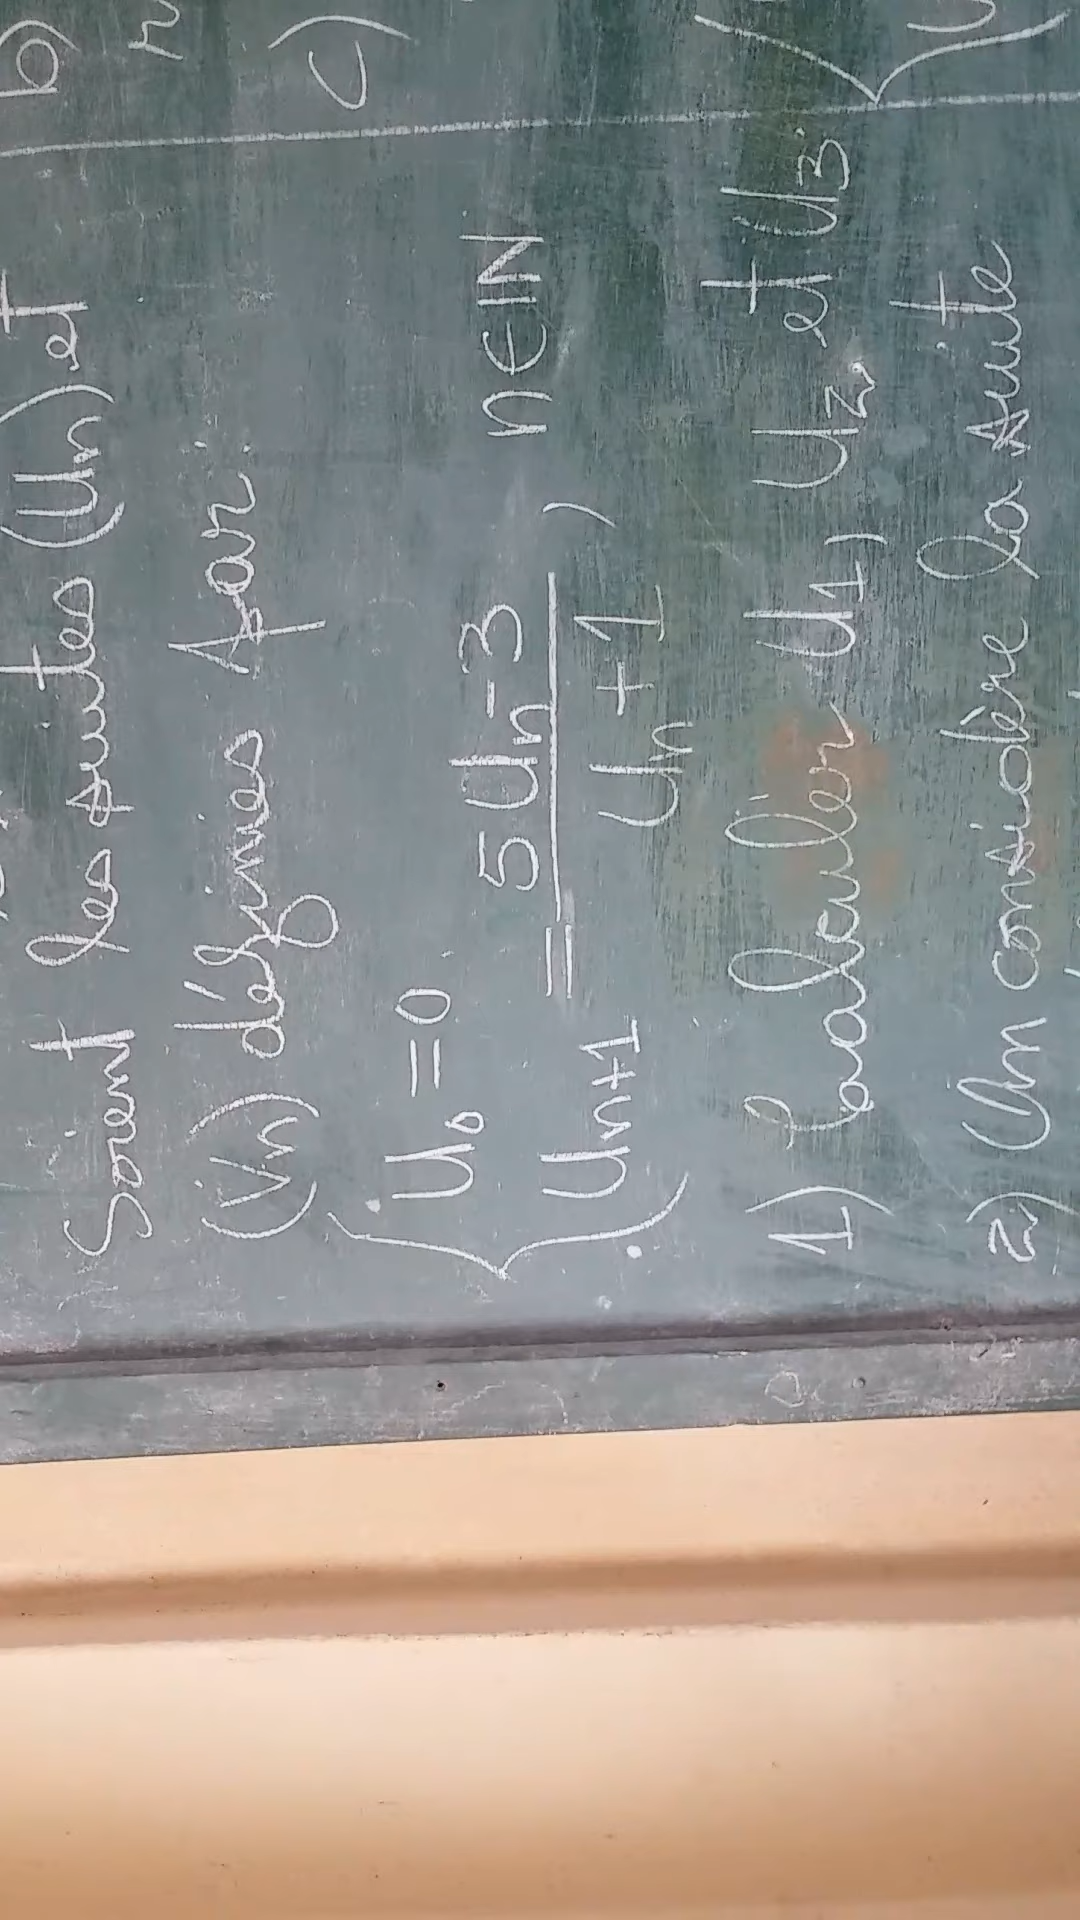 Soient les suites (Un) et
(Vn) définies par:
U0 = 0
Un+1 = 5Un-3 / Un+1 , n∈IN
1) Calculer U1, U2, et U3
2) On considère la suite
b)
c)